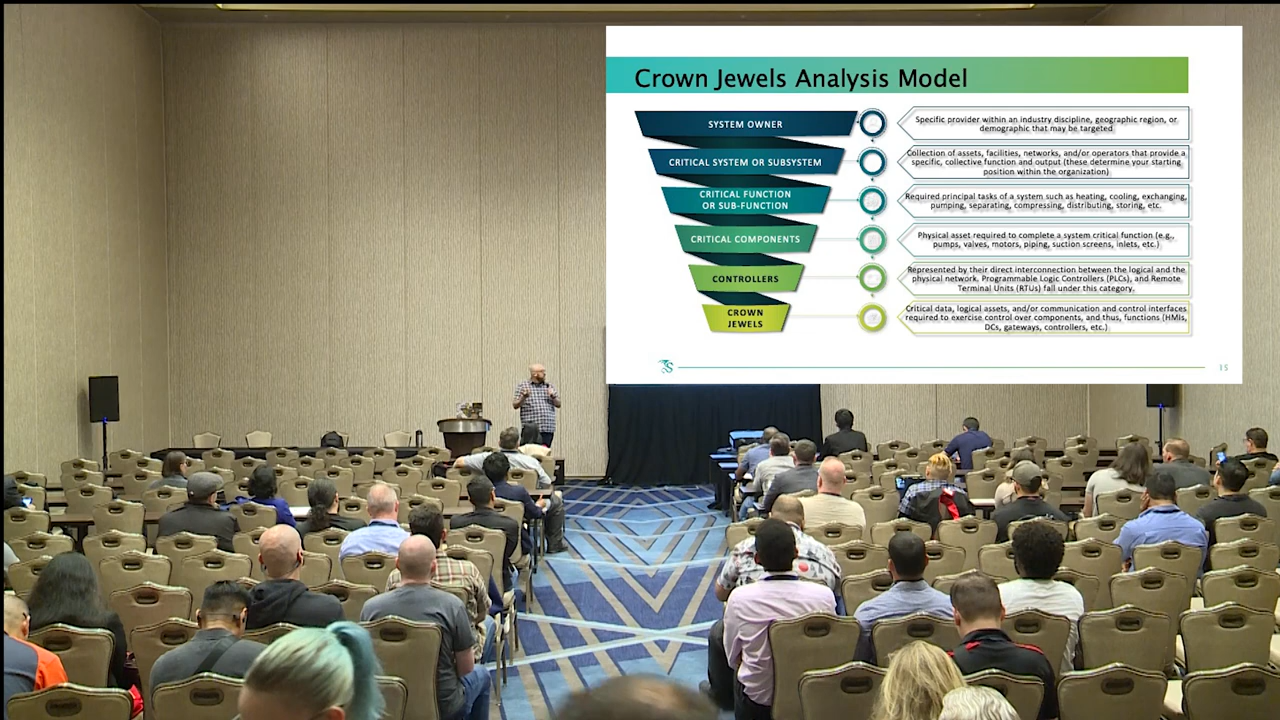 Crown Jewels Analysis Model
SYSTEM OWNER
Specific provider within an industry discipline, geographic region, or
demographic that may be targeted
CRITICAL SYSTEM OR SUBSYSTEM
Collection of assets, facilities, networks, and/or operators that provide a
specific, collective function and output (these determine your starting
position within the organization)
CRITICAL FUNCTION
OR SUB-FUNCTION
Required principal tasks of a system such as heating, cooling, exchanging,
pumping, separating, compressing, distributing, storing, etc.
CRITICAL COMPONENTS
Physical asset required to complete a system critical function (e.g.,
pumps, valves, motors, piping, suction screens, inlets, etc.)
CONTROLLERS
Represented by their direct interconnection between the logical and the
physical network. Programmable Logic Controllers (PLCs), and Remote
Terminal Units (RTUs) fall under this category.
CROWN
JEWELS
Critical data, logical assets, and/or communication and control interfaces
required to exercise control over components, and thus, functions (HMIs,
DCs, gateways, controllers, etc.)
15